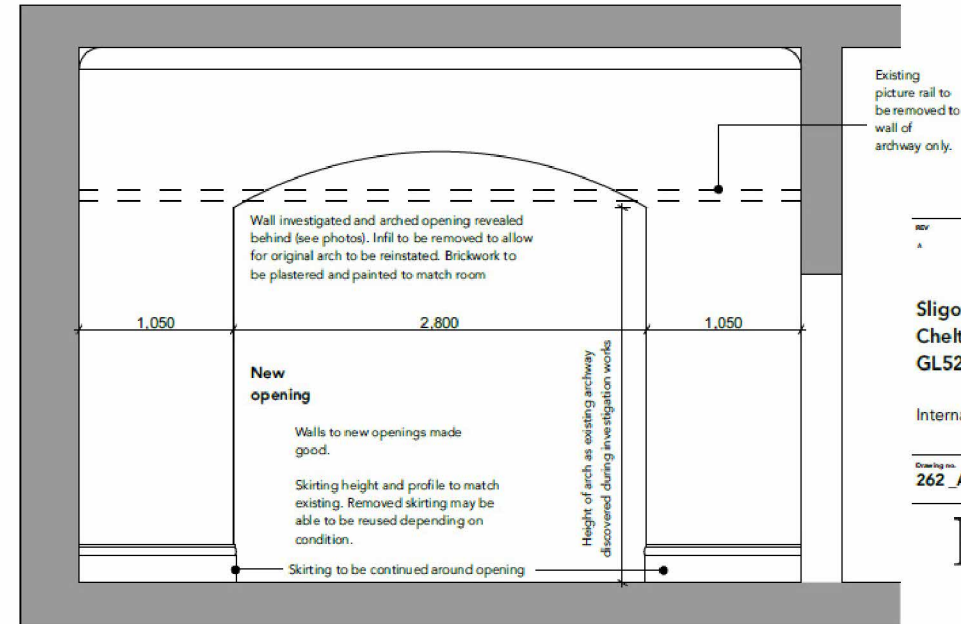 Existing
picture rail to
be removed to
wall of
archway only.
Wall investigated and arched opening revealed
behind (see photos). Infil to be removed to allow
for original arch to be reinstated. Brickwork to
be plastered and painted to match room
1,050
2,800
1,050
New
opening
Walls to new openings made
good.
Skirting height and profile to match
existing. Removed skirting may be
able to be reused depending on
condition.
Skirting to be continued around opening
Height of arch as existing archway
discovered during investigation works
REV
A
Sligo
Chelt
GL52
Interna
Drawing no.
262 _A